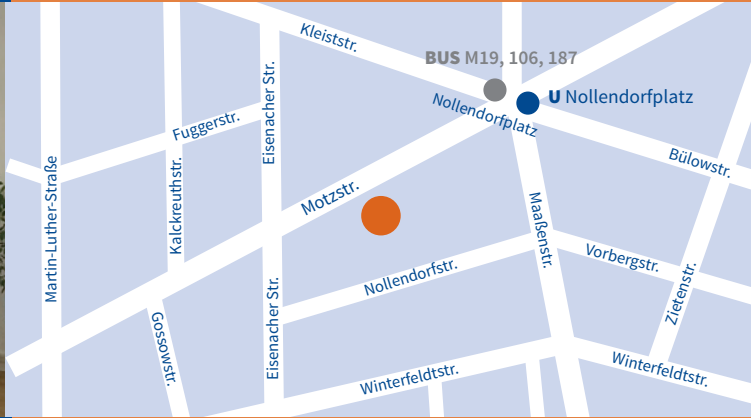 Kleiststr.
BUS M19, 106, 187
U Nollendorfplatz
Nollendorfplatz
Eisenacher Str.
Fuggerstr.
Bülowstr.
Martin-Luther-Straße
Kalckreuthstr.
Motzstr.
Maaßenstr.
Nollendorfstr.
Vorbergstr.
Zietenstr.
Gossowstr.
Eisenacher Str.
Winterfeldtstr.
Winterfeldtstr.